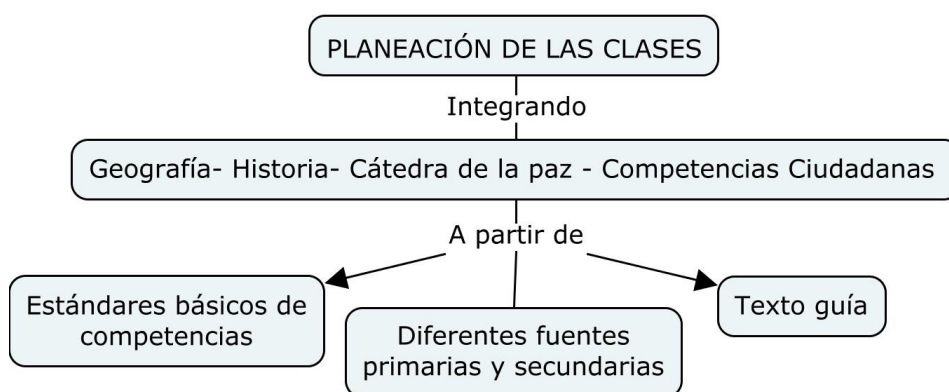 PLANEACIÓN DE LAS CLASES
Integrando
Geografía- Historia- Cátedra de la paz - Competencias Ciudadanas
A partir de
Estándares básicos de
competencias
Diferentes fuentes
primarias y secundarias
Texto guía